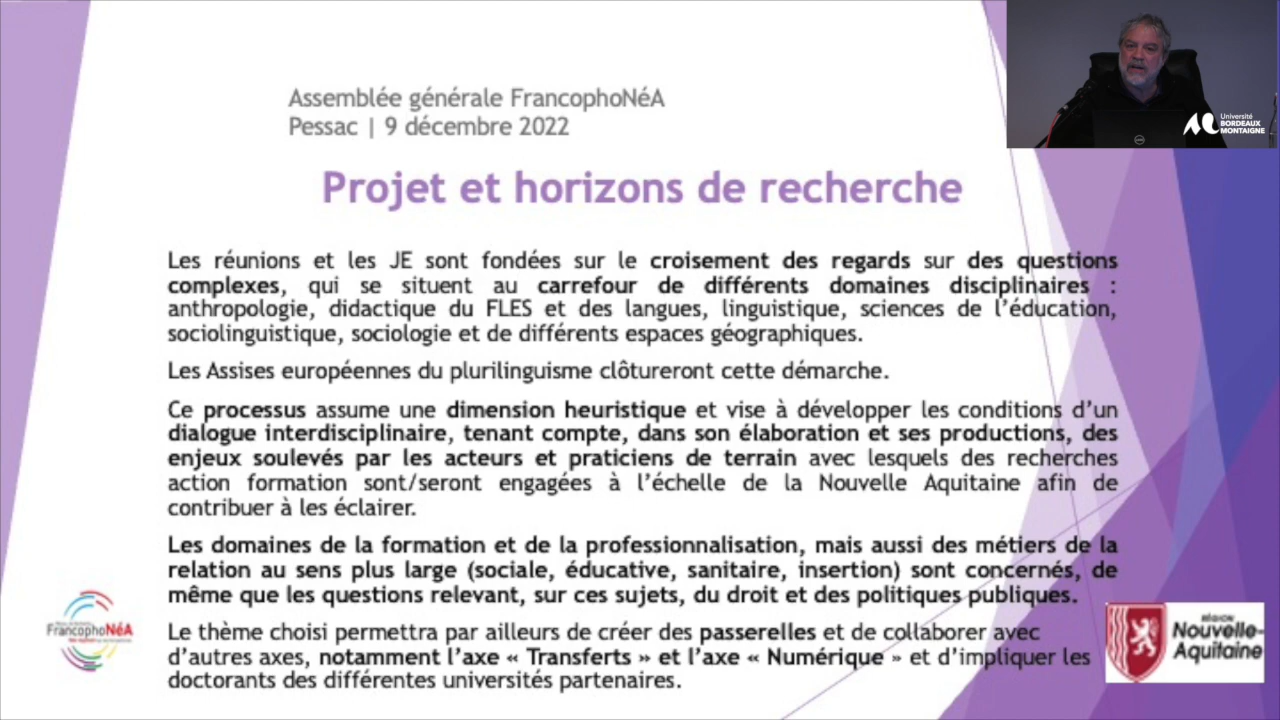 Université
BORDEAUX
MONTAIGNE
Assemblée générale FrancophoNéA
Pessac | 9 décembre 2022
Projet et horizons de recherche
Les réunions et les JE sont fondées sur le croisement des regards sur des questions
complexes, qui se situent au carrefour de différents domaines disciplinaires :
anthropologie, didactique du FLES et des langues, linguistique, sciences de l'éducation,
sociolinguistique, sociologie et de différents espaces géographiques.
Les Assises européennes du plurilinguisme clôtureront cette démarche.
Ce processus assume une dimension heuristique et vise à développer les conditions d'un
dialogue interdisciplinaire, tenant compte, dans son élaboration et ses productions, des
enjeux soulevés par les acteurs et praticiens de terrain avec lesquels des recherches
action formation sont/seront engagées à l'échelle de la Nouvelle Aquitaine afin de
contribuer à les éclairer.
Les domaines de la formation et de la professionnalisation, mais aussi des métiers de la
relation au sens plus large (sociale, éducative, sanitaire, insertion) sont concernés, de
même que les questions relevant, sur ces sujets, du droit et des politiques publiques.
Le thème choisi permettra par ailleurs de créer des passerelles et de collaborer avec
d'autres axes, notamment l'axe « Transferts » et l'axe « Numérique » et d'impliquer les
doctorants des différentes universités partenaires.
FrancophoNéA
RÉGION
Nouvelle-
Aquitaine